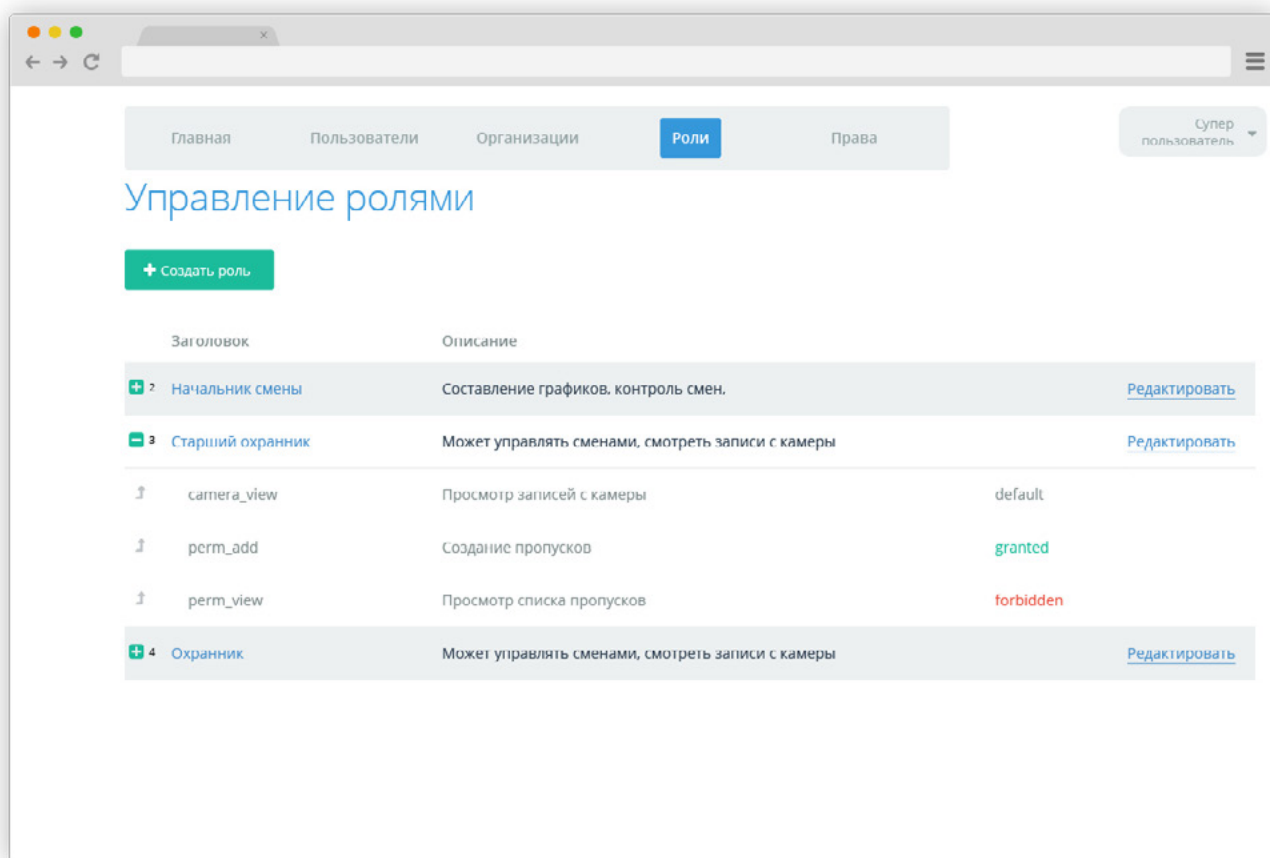 Главная Пользователи Организации Роли Права Супер
пользователь
Управление ролями
+ Создать роль
Заголовок Описание
2 Начальник смены Составление графиков, контроль смен. Редактировать
3 Старший охранник Может управлять сменами, смотреть записи с камеры Редактировать
camera_view Просмотр записей с камеры default
perm_add Создание пропусков granted
perm_view Просмотр списка пропусков forbidden
4 Охранник Может управлять сменами, смотреть записи с камеры Редактировать